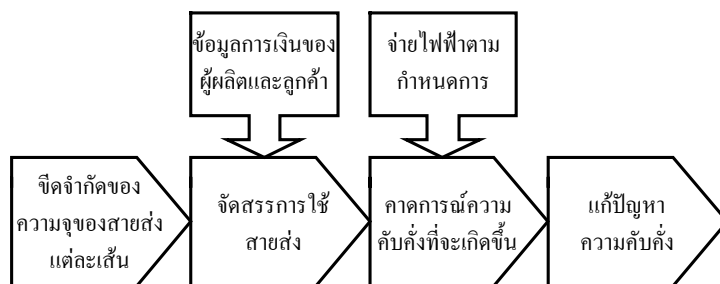 ข้อมูลการเงินของ
ผู้ผลิตและลูกค้า
จ่ายไฟฟ้าตาม
กำหนดการ
ขีดจำกัดของ
ความจุของสายส่ง
แต่ละเส้น
จัดสรรการใช้
สายส่ง
คาดการณ์ความ
คับคั่งที่จะเกิดขึ้น
แก้ปัญหา
ความคับคั่ง